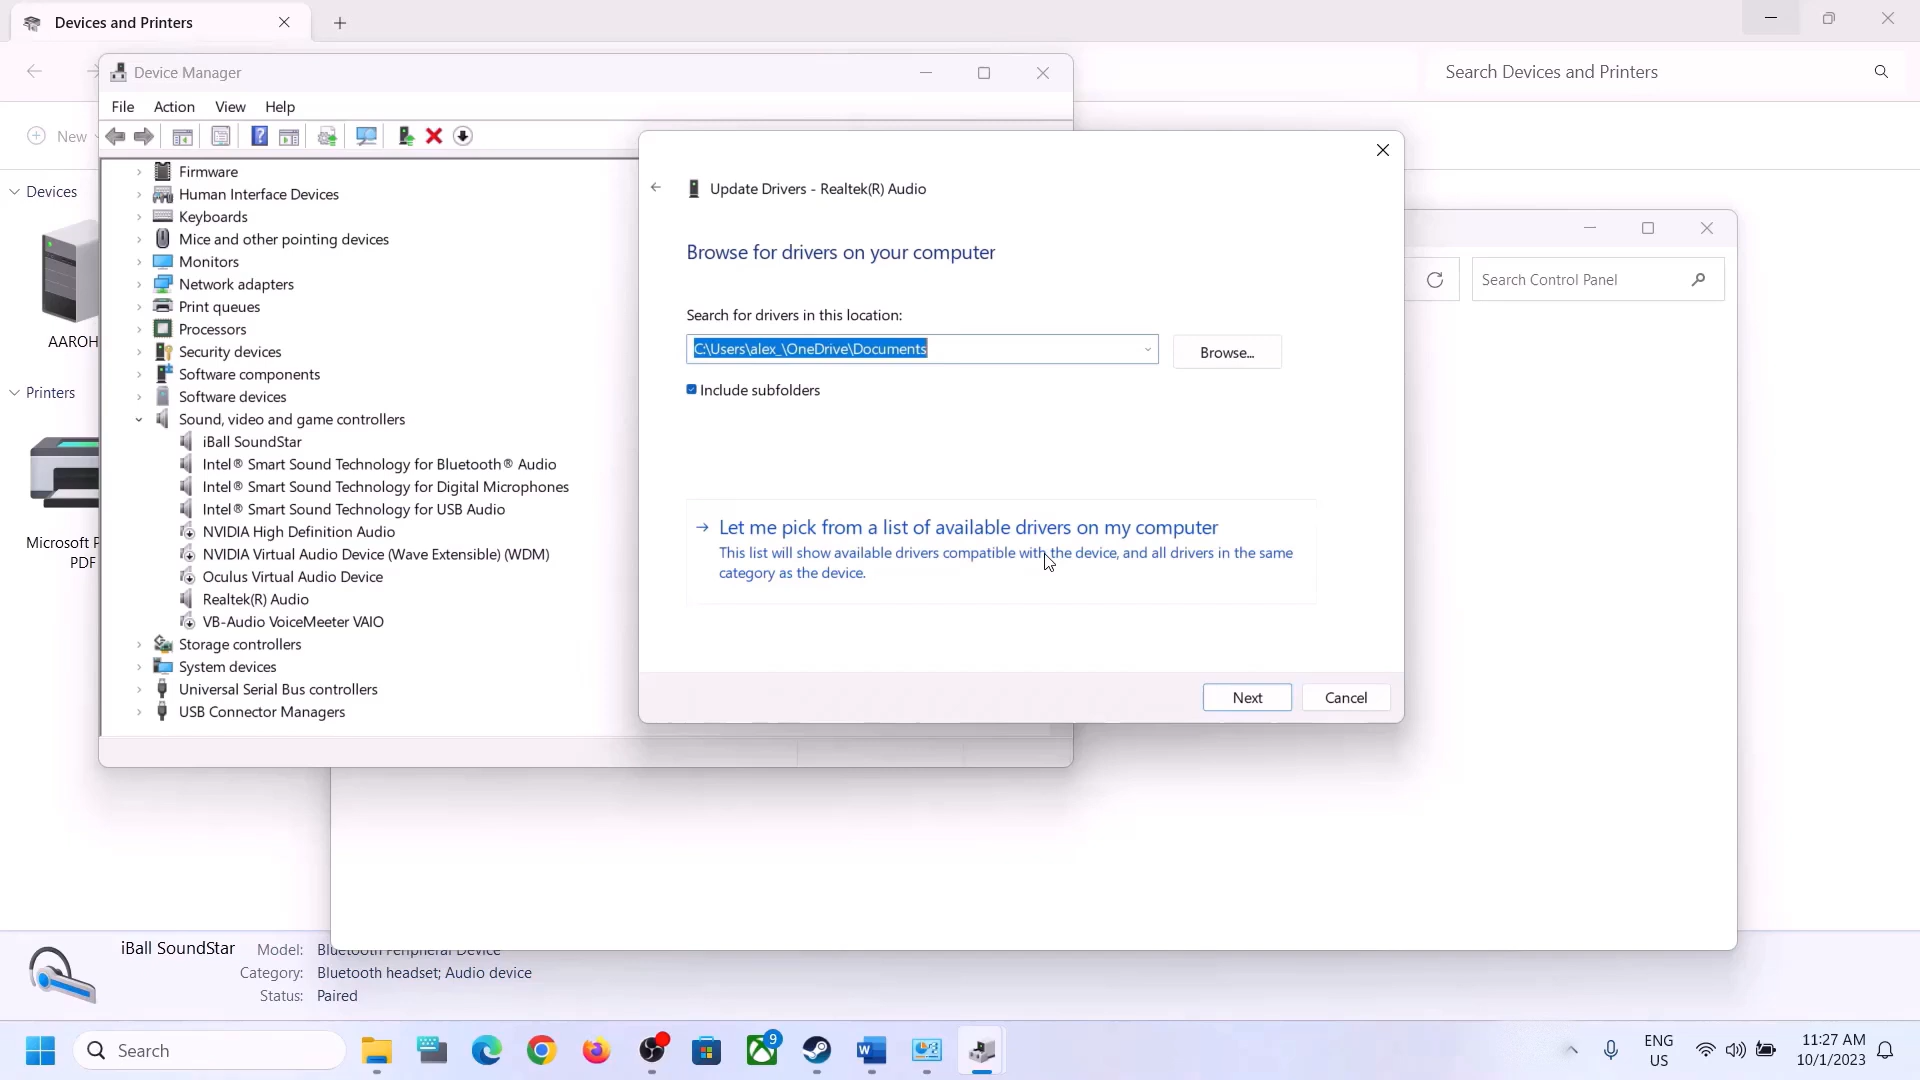 Devices and Printers
Search Devices and Printers
New
Devices
AAROH
Printers
Microsoft P
PDF
Device Manager
File Action View Help
Firmware
Human Interface Devices
Keyboards
Mice and other pointing devices
Monitors
Network adapters
Print queues
Processors
Security devices
Software components
Software devices
Sound, video and game controllers
iBall SoundStar
Intel® Smart Sound Technology for Bluetooth® Audio
Intel® Smart Sound Technology for Digital Microphones
Intel® Smart Sound Technology for USB Audio
NVIDIA High Definition Audio
NVIDIA Virtual Audio Device (Wave Extensible) (WDM)
Oculus Virtual Audio Device
Realtek(R) Audio
VB-Audio VoiceMeeter VAIO
Storage controllers
System devices
Universal Serial Bus controllers
USB Connector Managers
Update Drivers - Realtek(R) Audio
Browse for drivers on your computer
Search for drivers in this location:
C:\Users\alex_\OneDrive\Documents
Browse...
Include subfolders
Let me pick from a list of available drivers on my computer
This list will show available drivers compatible with the device, and all drivers in the same
category as the device.
Next
Cancel
Search Control Panel
iBall SoundStar
Model: Bluetooth Peripheral Device
Category: Bluetooth headset; Audio device
Status: Paired
Search
9
ENG
US
11:27 AM
10/1/2023